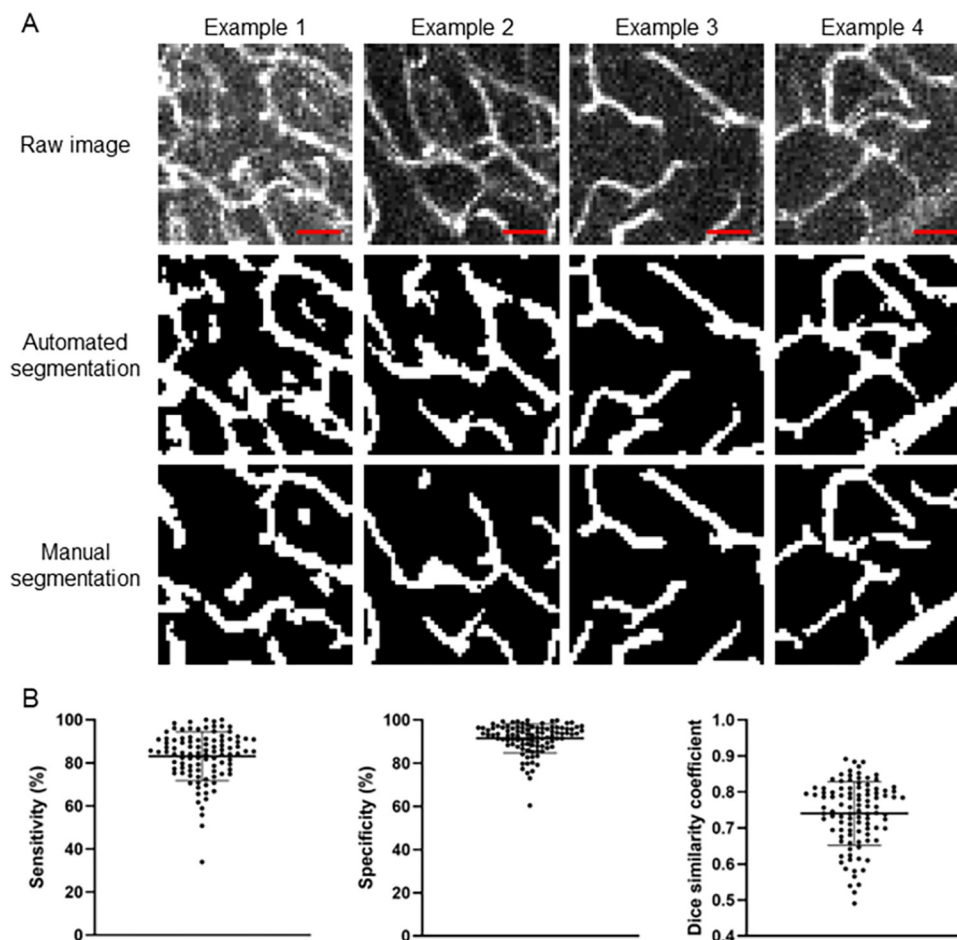 A
Example 1
Example 2
Example 3
Example 4
Raw image
Automated
segmentation
Manual
segmentation
B
Sensitivity (%)
100
80
60
40
20
0
Specificity (%)
100
80
60
40
20
0
Dice similarity coefficient
1.0
0.9
0.8
0.7
0.6
0.5
0.4